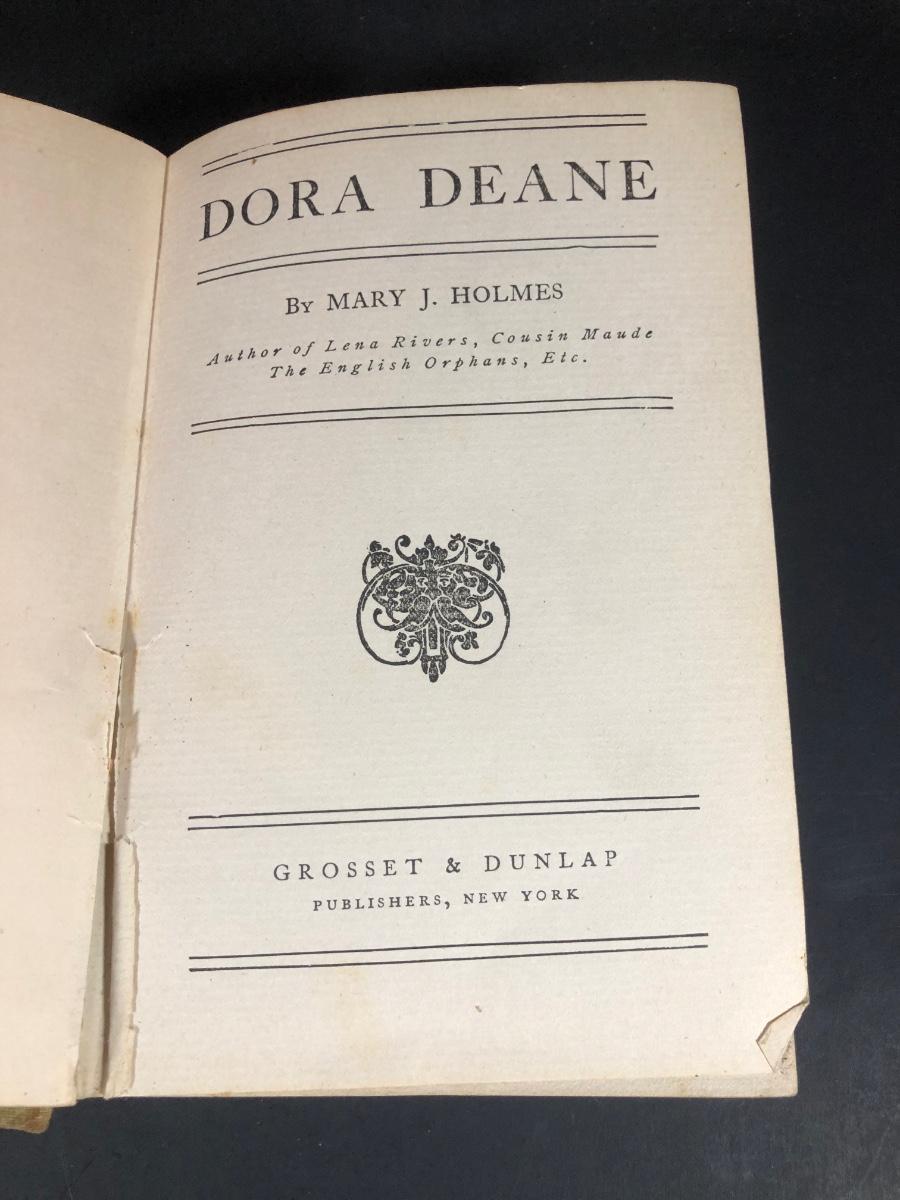 DORA DEANE
By MARY J. HOLMES
Author of Lena Rivers, Cousin Maude
The English Orphans, Etc.
GROSSET & DUNLAP
PUBLISHERS, NEW YORK